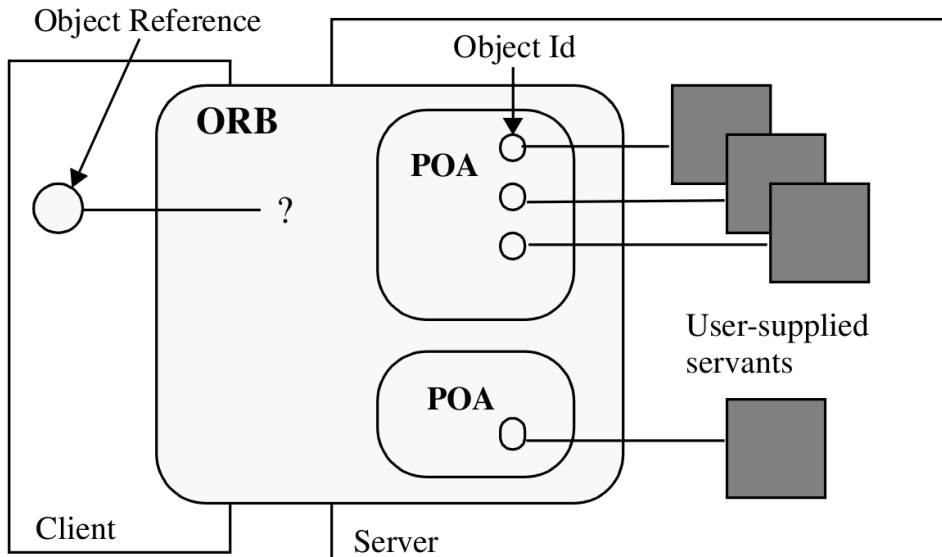 Object Reference
Object Id
ORB
POA
?
User-supplied
servants
POA
Client
Server